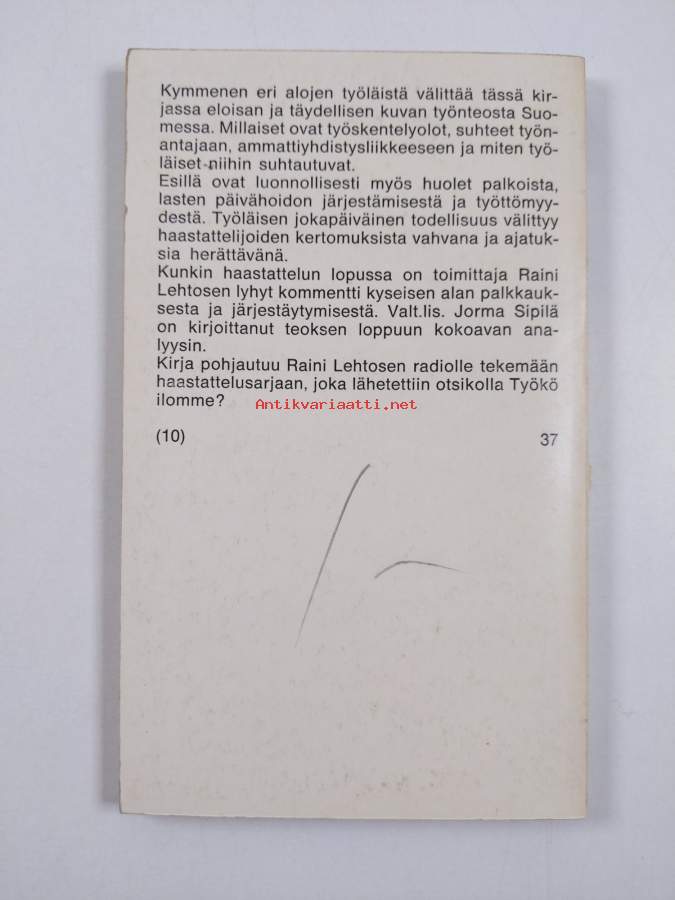 Kymmenen eri alojen työläistä välittää tässä kir-
jassa eloisan ja täydellisen kuvan työnteosta Suo-
messa. Millaiset ovat työskentelyolot, suhteet työn-
antajaan, ammattiyhdistysliikkeeseen ja miten työ-
läiset niihin suhtautuvat.
Esillä ovat luonnollisesti myös huolet palkoista,
lasten päivähoidon järjestämisestä ja työttömyy-
destä. Työläisen jokapäiväinen todellisuus välittyy
haastattelijoiden kertomuksista vahvana ja ajatuk-
sia herättävänä.
Kunkin haastattelun lopussa on toimittaja Raini
Lehtosen lyhyt kommentti kyseisen alan palkkauk-
sesta ja järjestäytymisestä. Valt.lis. Jorma Sipilä
on kirjoittanut teoksen loppuun kokoavan ana-
lyysin.
Kirja pohjautuu Raini Lehtosen radiolle tekemään
haastattelusarjaan, joka lähetettiin otsikolla Työkö
ilomme?
Antikvariaatti.net
(10) 37